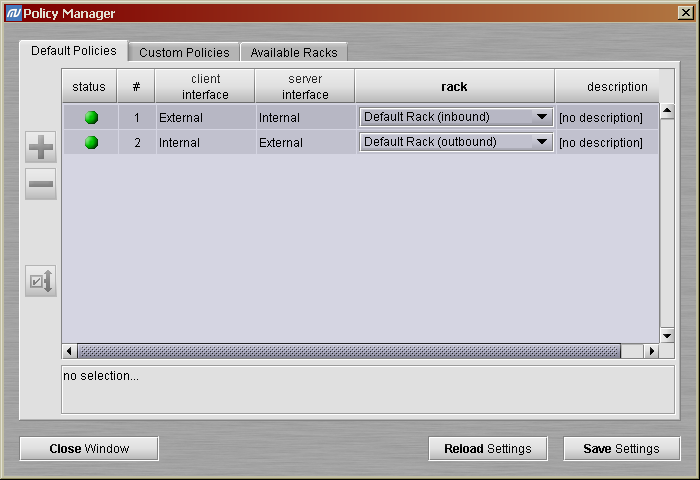 Policy Manager
Default Policies
Custom Policies
Available Racks
status
#
client
interface
server
interface
rack
description
1 External Internal Default Rack (inbound) [no description]
2 Internal External Default Rack (outbound) [no description]
no selection...
Close Window
Reload Settings
Save Settings